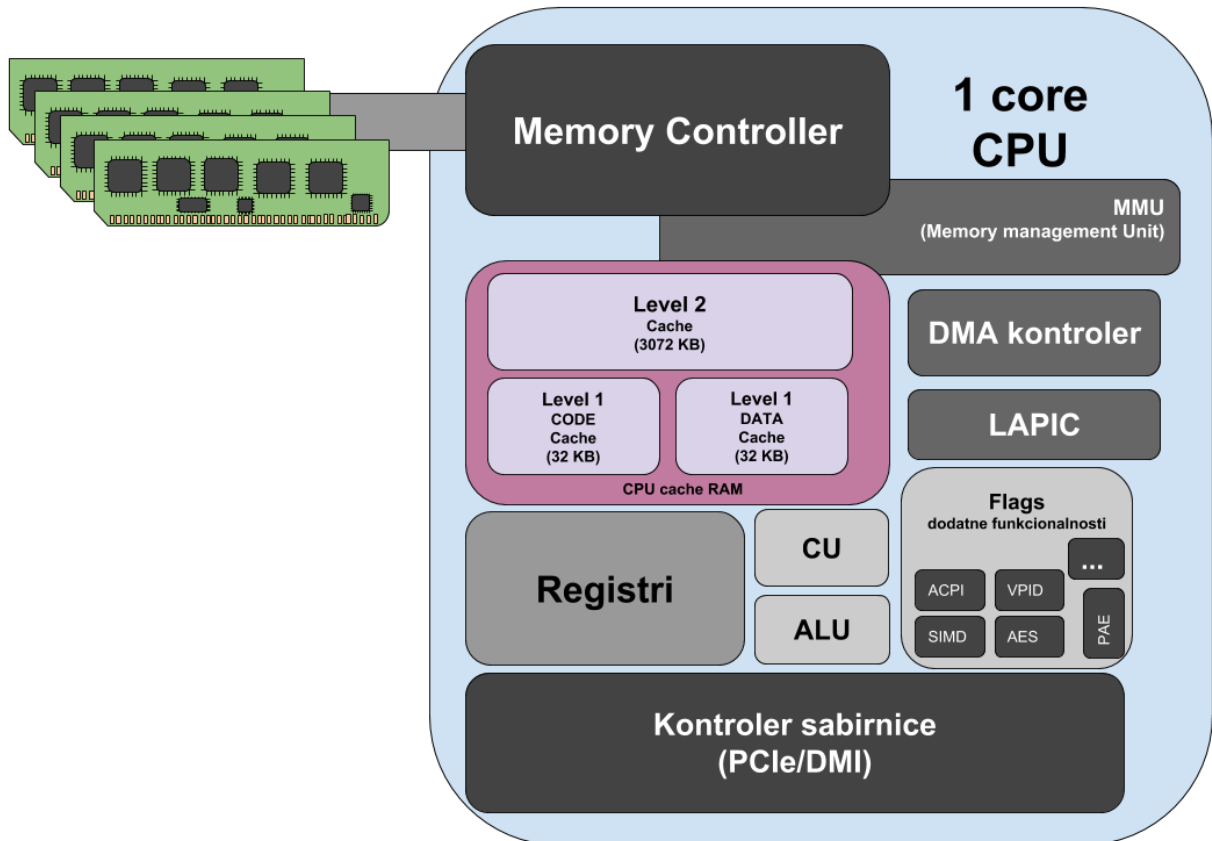 Memory Controller
1 core
CPU
MMU
(Memory management Unit)
Level 2
Cache
(3072 KB)
Level 1
CODE
Cache
(32 KB)
Level 1
DATA
Cache
(32 KB)
CPU cache RAM
DMA kontroler
LAPIC
Flags
dodatne funkcionalnosti
...
ACPI
VPID
SIMD
AES
PAE
Registri
CU
ALU
Kontroler sabirnice
(PCIe/DMI)